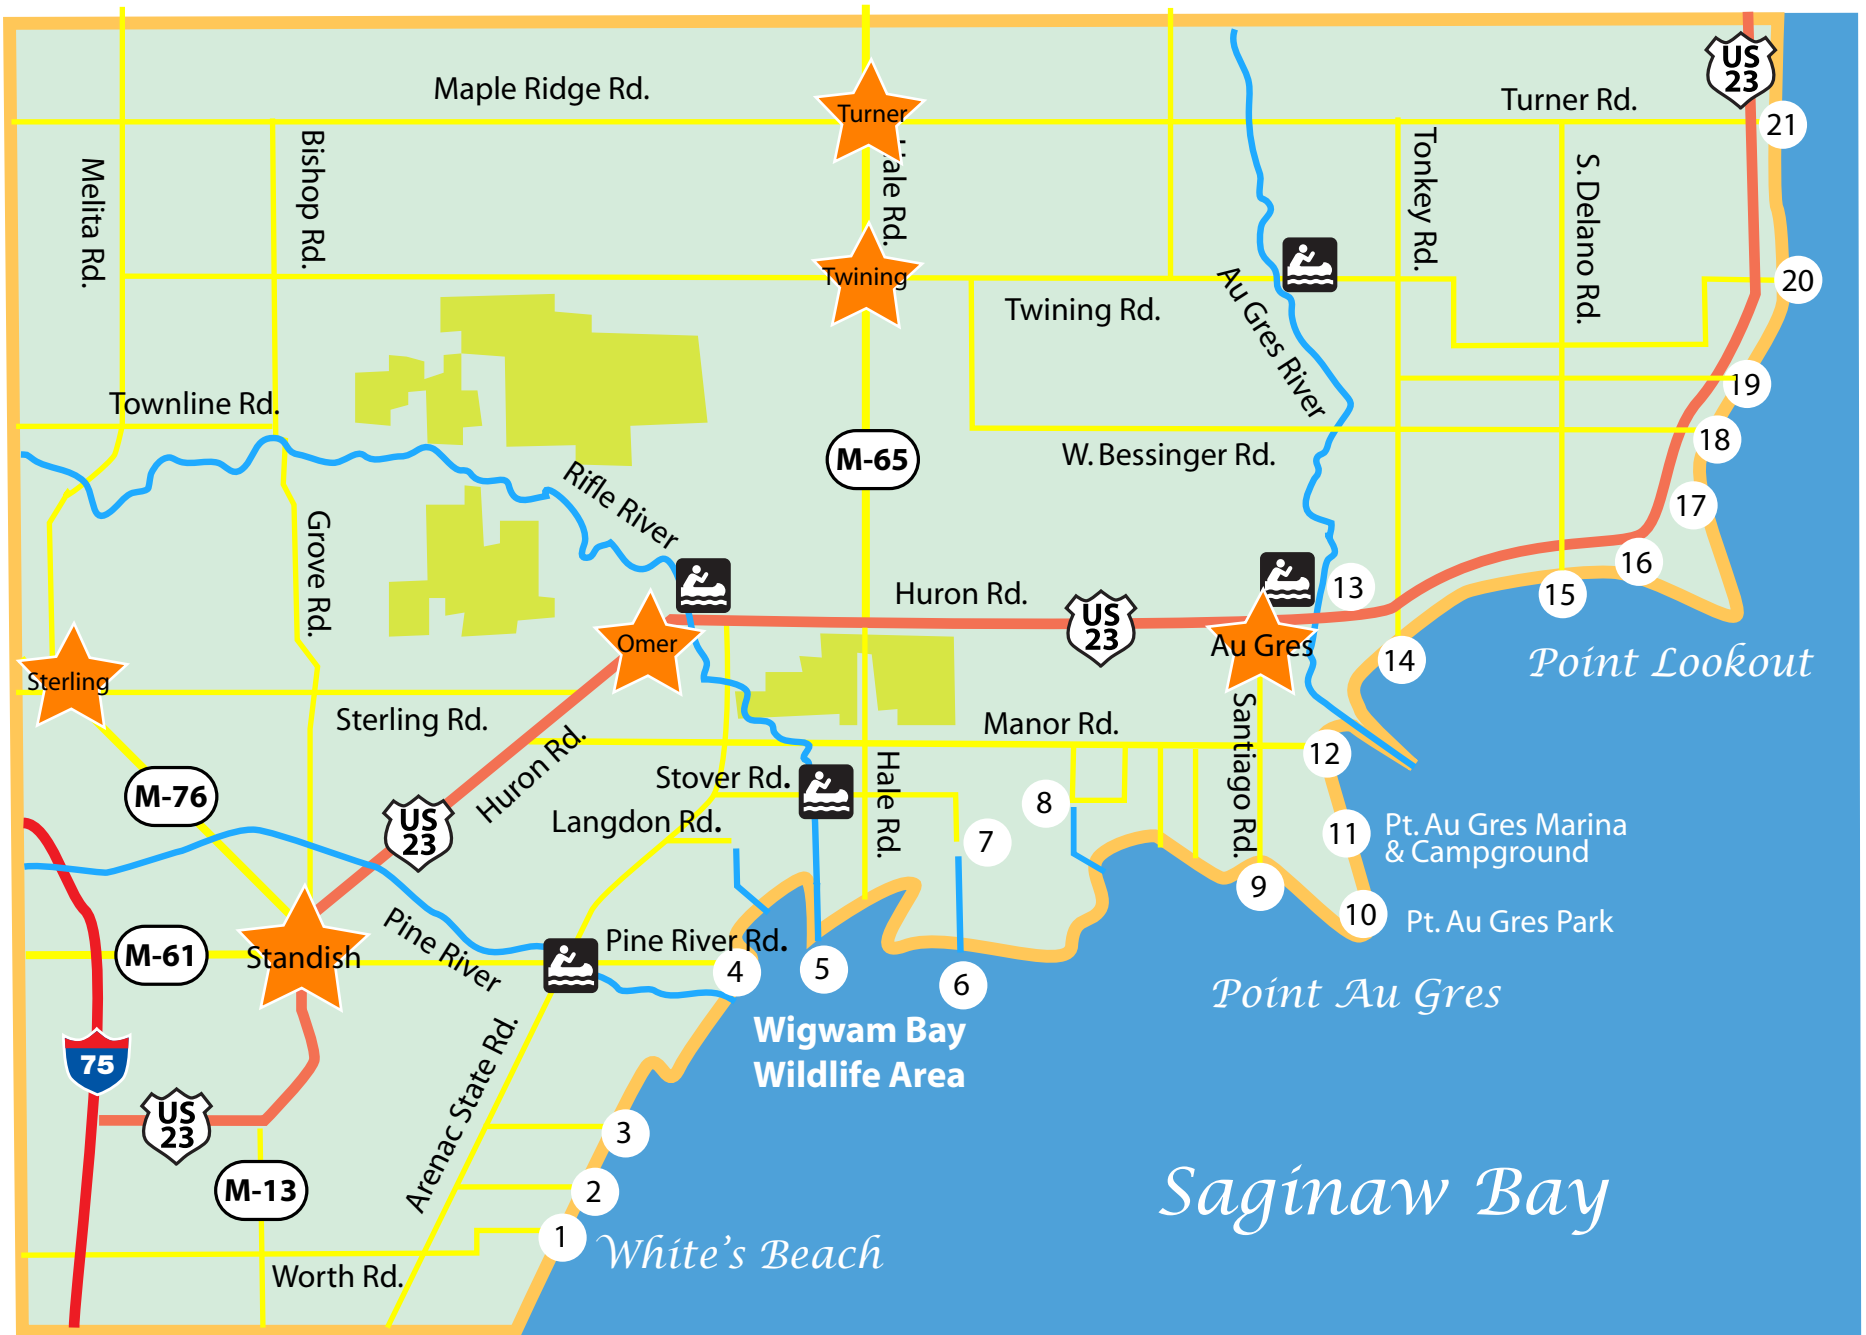 US
23
Maple Ridge Rd.
Turner Rd.
Turner
21
Melita Rd.
Bishop Rd.
Hale Rd.
Tonkey Rd.
S. Delano Rd.
Twining
Twining Rd.
Au Gres River
20
Townline Rd.
19
M-65
W. Bessinger Rd.
18
Rifle River
17
Grove Rd.
16
Huron Rd.
US
23
13
15
Omer
Au Gres
14
Point Lookout
Sterling
Sterling Rd.
Manor Rd.
Santiago Rd.
12
Huron Rd.
Stover Rd.
Hale Rd.
M-76
8
US
23
Langdon Rd.
7
11
Pt. Au Gres Marina
& Campground
9
10
Pt. Au Gres Park
Pine River
Pine River Rd.
M-61
Standish
4
5
6
Point Au Gres
Wigwam Bay
Wildlife Area
75
Arenac State Rd.
US
23
3
M-13
2
Saginaw Bay
1
White's Beach
Worth Rd.